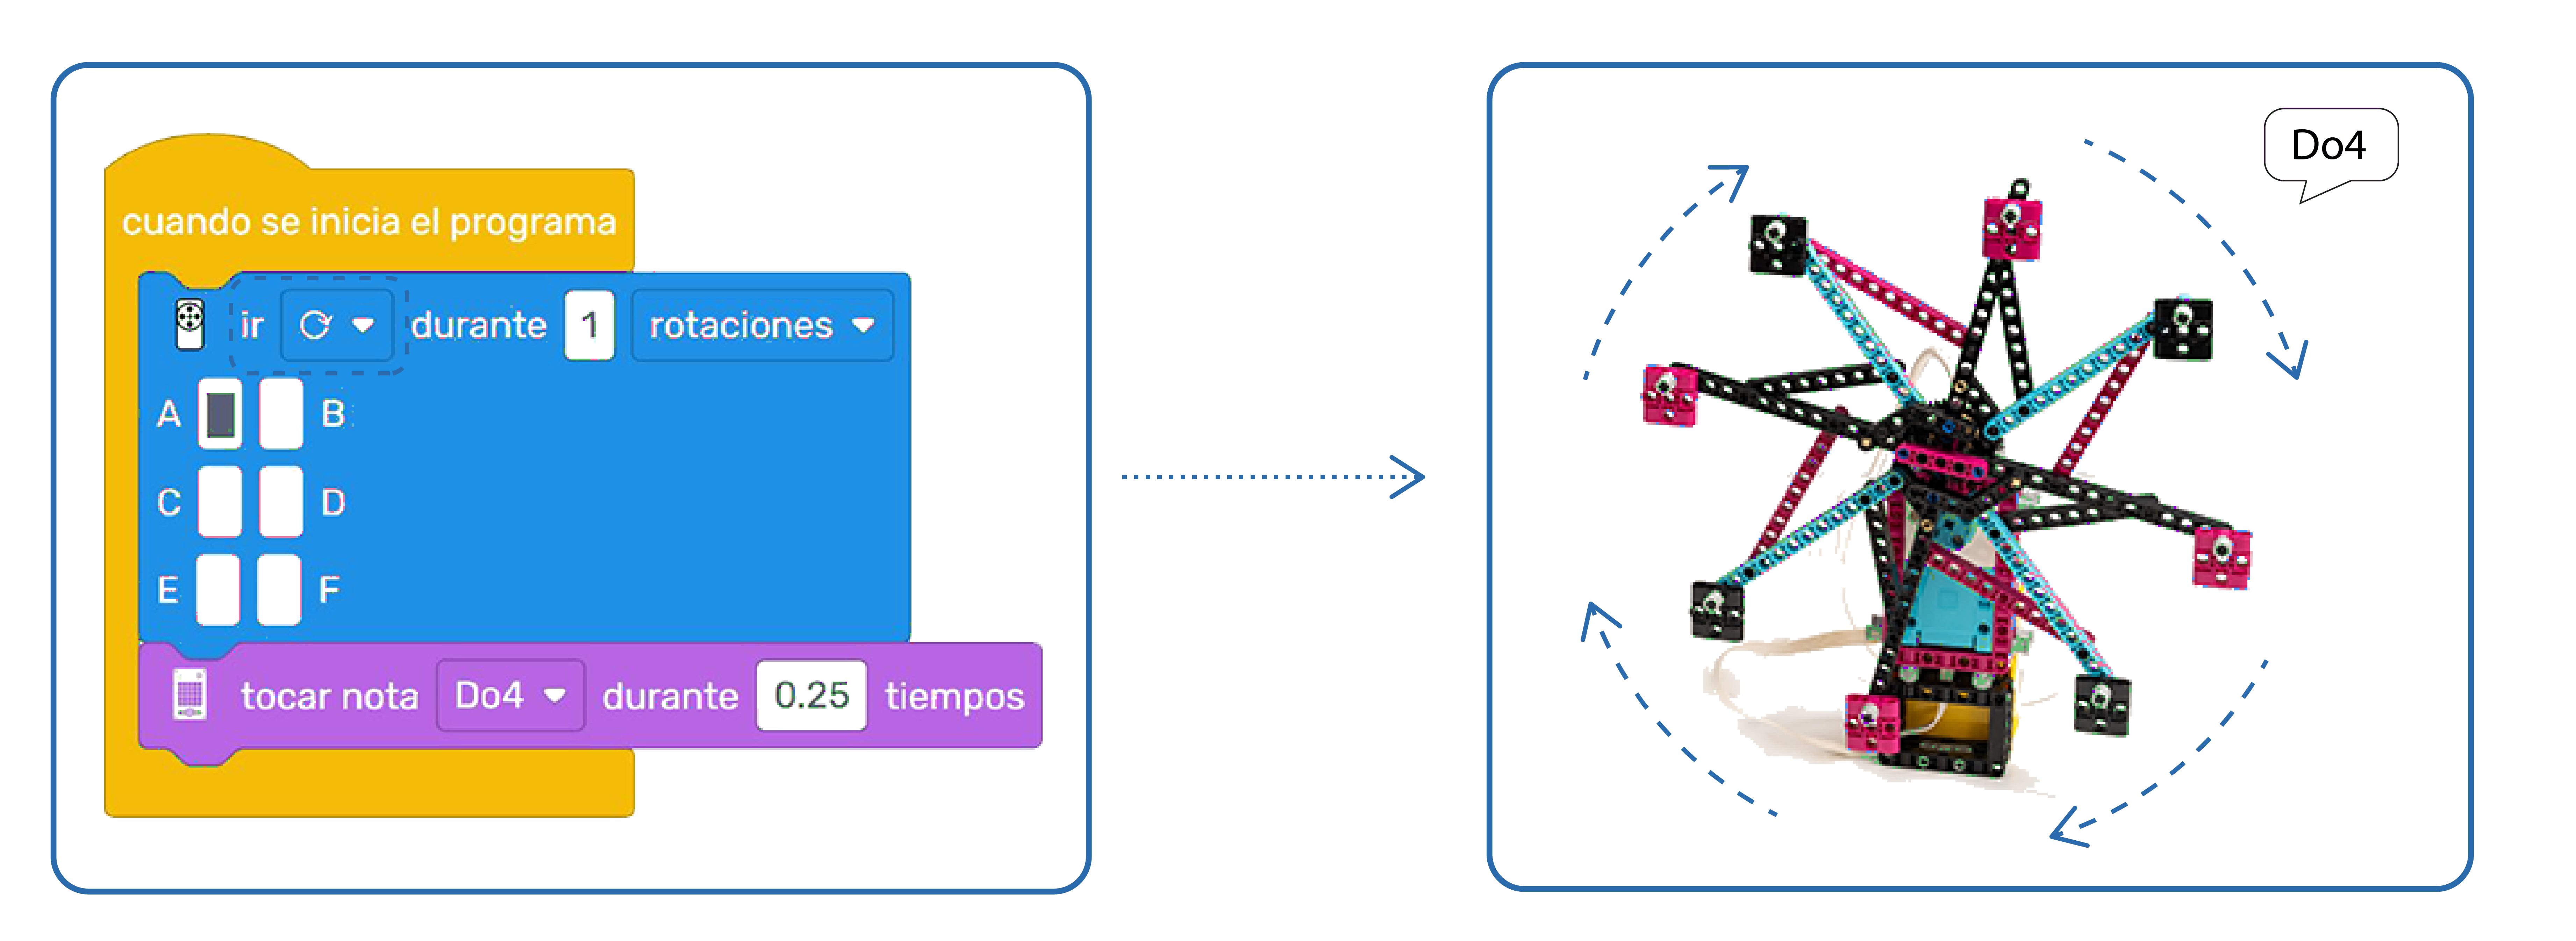 cuando se inicia el programa
ir durante 1 rotaciones
A B
C D
E F
tocar nota Do4 durante 0.25 tiempos
Do4